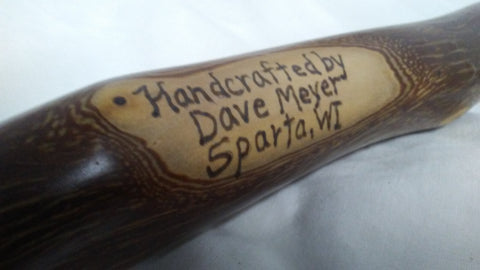 Handcrafted by
Dave Meyer
Sparta, WI